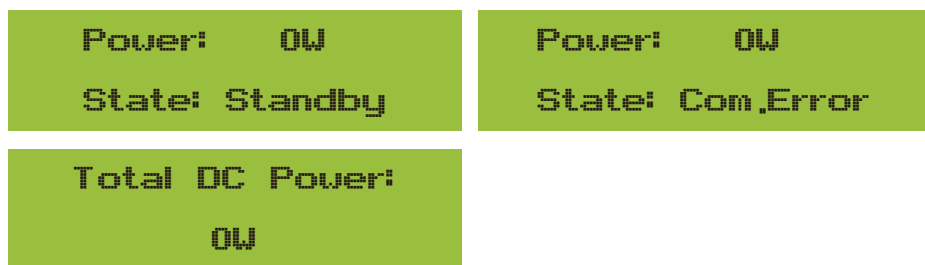 Power: 0W
State: Standby
Power: 0W
State: Com.Error
Total DC Power:
0W